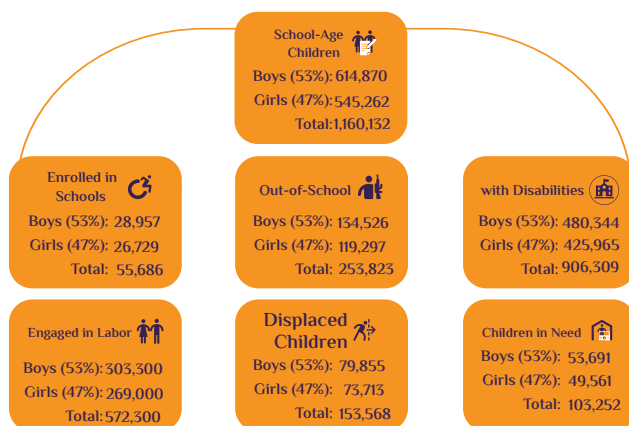 School-Age
Children
Boys (53%): 614,870
Girls (47%): 545,262
Total: 1,160,132
Enrolled in
Schools
Boys (53%): 28,957
Girls (47%): 26,729
Total: 55,686
Out-of-School
Boys (53%): 134,526
Girls (47%): 119,297
Total: 253,823
with Disabilities
Boys (53%): 480,344
Girls (47%): 425,965
Total: 906,309
Engaged in Labor
Boys (53%): 303,300
Girls (47%): 269,000
Total: 572,300
Displaced
Children
Boys (53%): 79,855
Girls (47%): 73,713
Total: 153,568
Children in Need
Boys (53%): 53,691
Girls (47%): 49,561
Total: 103,252